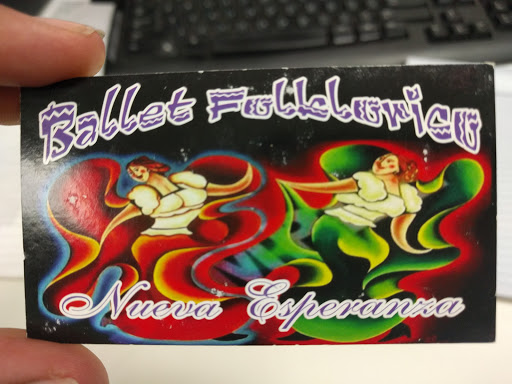 Ballet Folklorico
Nueva Esperanza